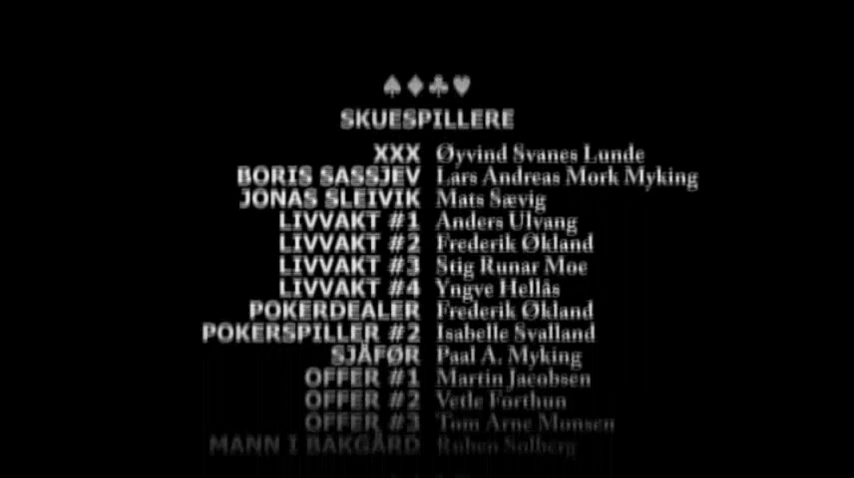 ♠♦♣♥
SKUESPILLERE
XXX Øyvind Svanes Lunde
BORIS SASSJEV Lars Andreas Mork Myking
JONAS SLEIVIK Mats Sævig
LIVVAKT #1 Anders Ulvang
LIVVAKT #2 Frederik Økland
LIVVAKT #3 Stig Runar Moe
LIVVAKT #4 Yngve Hellås
POKERDEALER Frederik Økland
POKERSPILLER #2 Isabelle Svalland
SJÅFØR Paal A. Myking
OFFER #1 Martin Jacobsen
OFFER #2 Vetle Forthun
OFFER #3 Tom Arne Monsen
MANN I BAKGÅRD Ruben Solberg